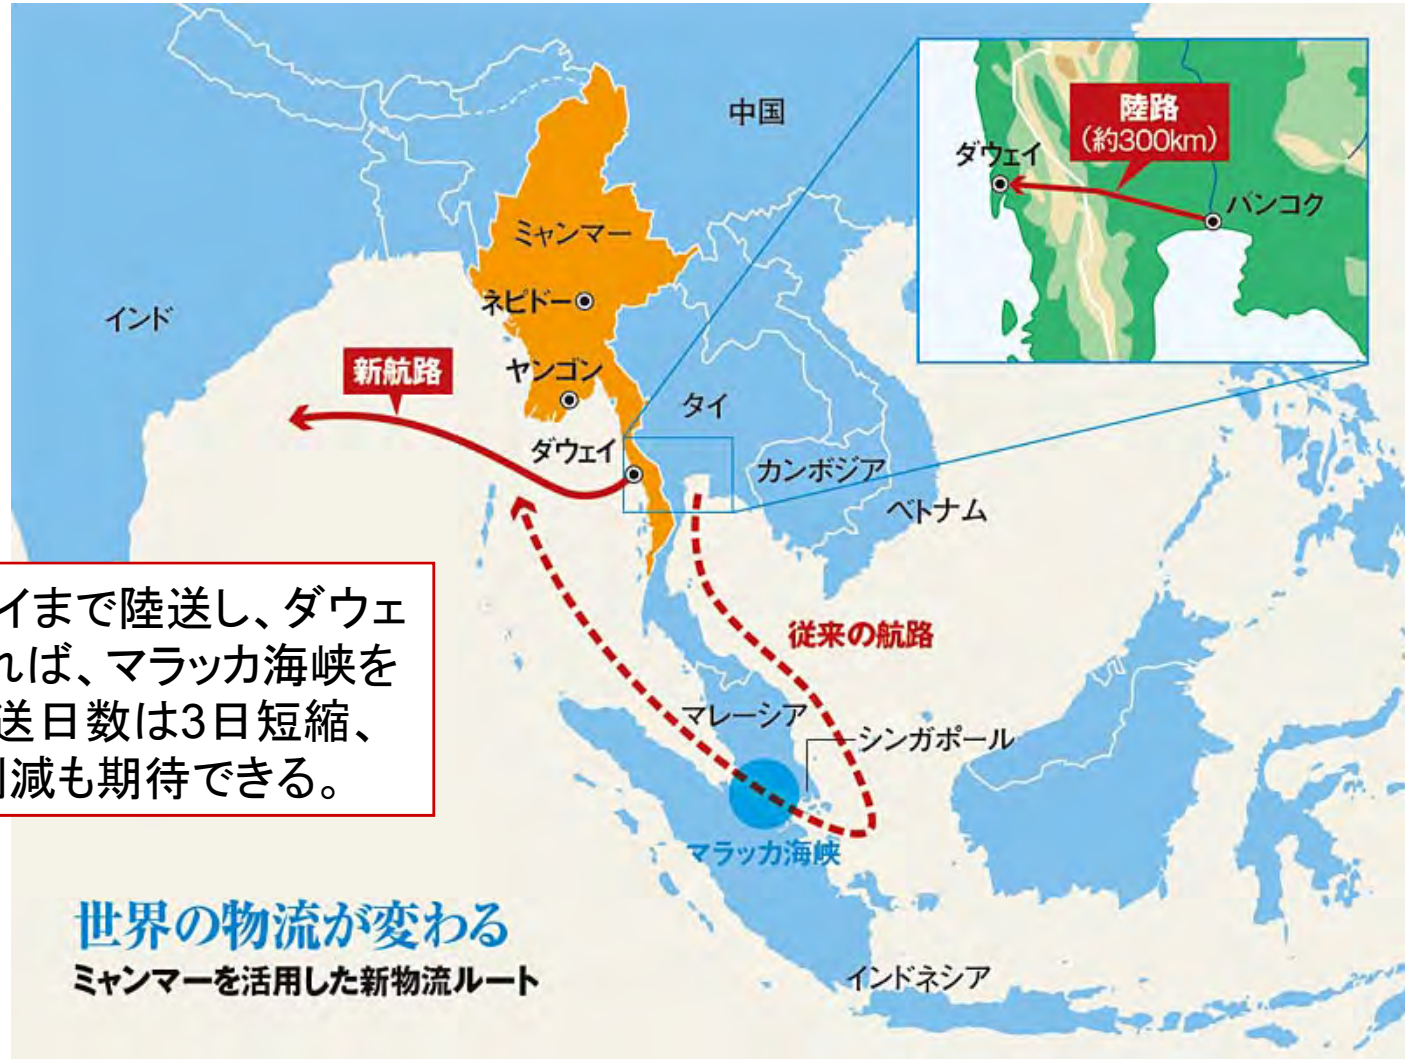 中国
陸路
(約300km)
ダウェイ
バンコク
ミャンマー
ネピドー
インド
新航路
ヤンゴン
タイ
ダウェイ
カンボジア
ベトナム
イまで陸送し、ダウェ
れば、マラッカ海峡を
送日数は3日短縮、
削減も期待できる。
従来の航路
マレーシア
シンガポール
マラッカ海峡
世界の物流が変わる
ミャンマーを活用した新物流ルート
インドネシア